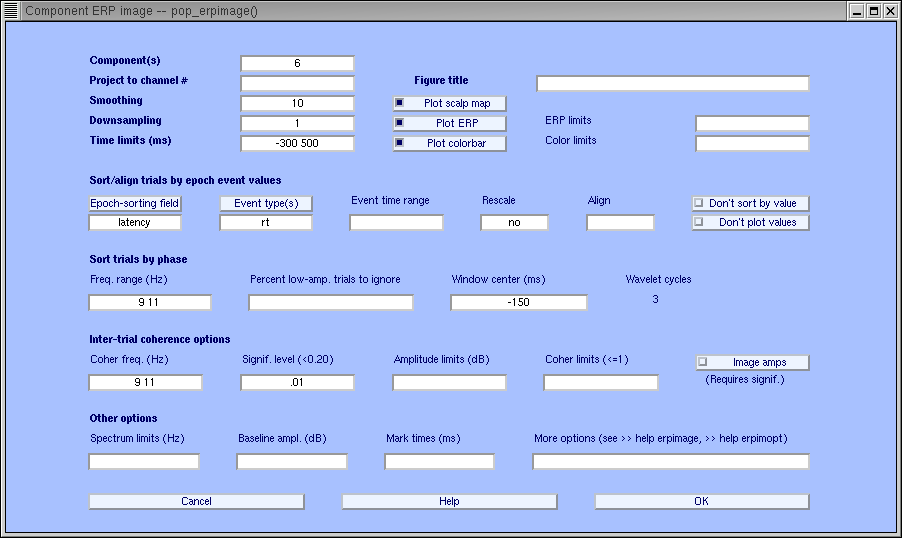 Component ERP image -- pop_erpimage()
Component(s) 6
Project to channel # Figure title
Smoothing 10 Plot scalp map
Downsampling 1 Plot ERP ERP limits
Time limits (ms) -300 500 Plot colorbar Color limits
Sort/align trials by epoch event values
Epoch-sorting field Event type(s) Event time range Rescale Align Don't sort by value
latency rt no Don't plot values
Sort trials by phase
Freq. range (Hz) Percent low-amp. trials to ignore Window center (ms) Wavelet cycles
9 11 -150 3
Inter-trial coherence options
Coher freq. (Hz) Signif. level (<0.20) Amplitude limits (dB) Coher limits (<=1) Image amps
9 11 .01 (Requires signif.)
Other options
Spectrum limits (Hz) Baseline ampl. (dB) Mark times (ms) More options (see >> help erpimage, >> help erpimopt)
Cancel Help OK